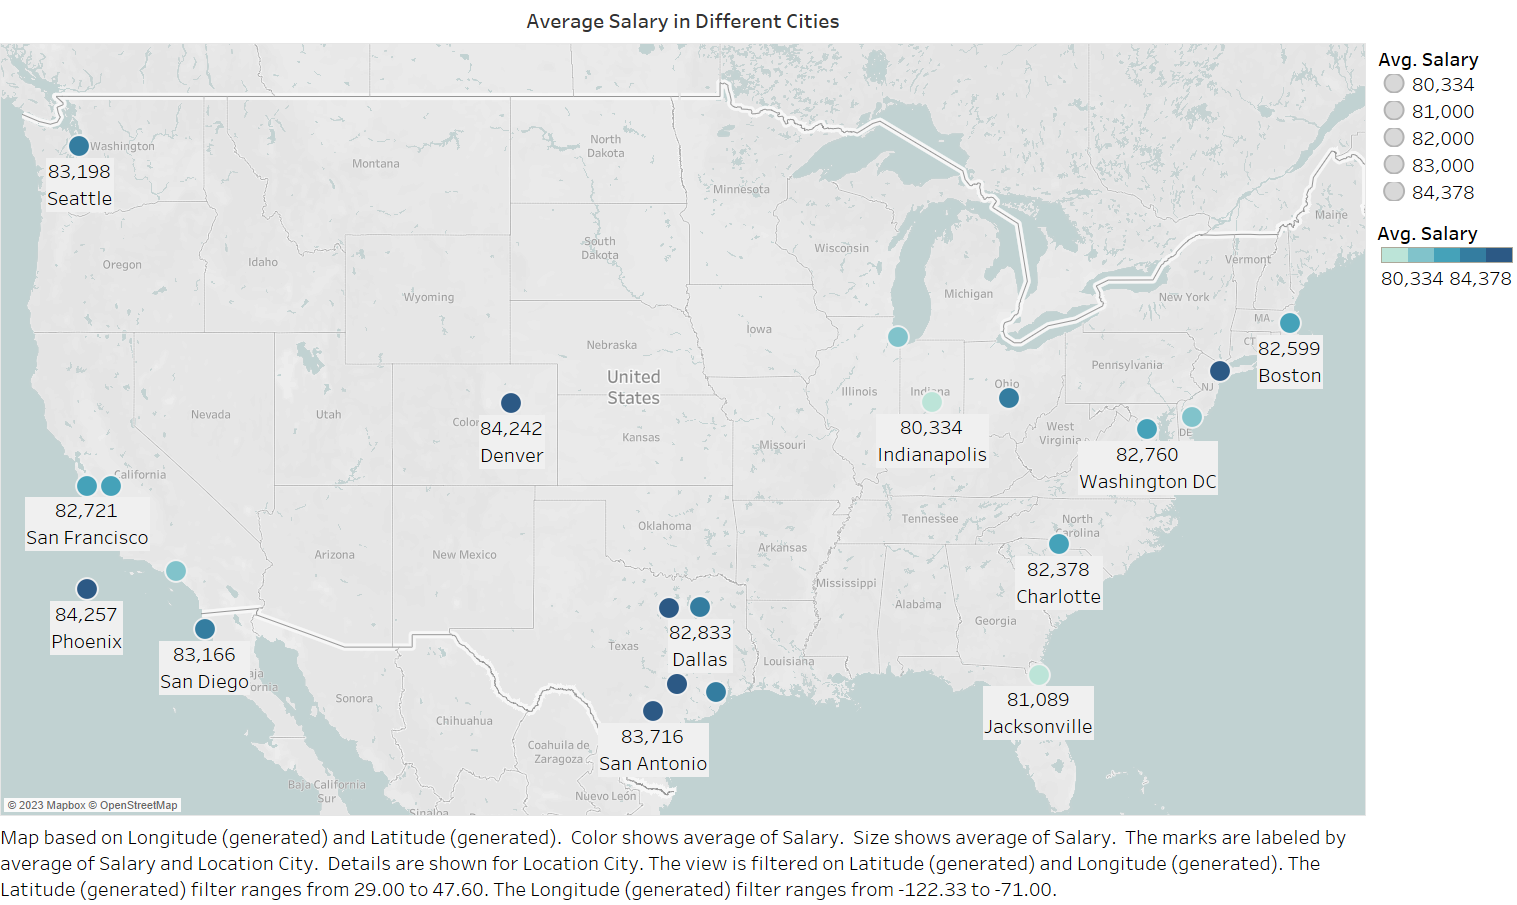 Average Salary in Different Cities
Avg. Salary
80,334
81,000
82,000
83,000
84,378
Avg. Salary
80,334 84,378
Washington
83,198
Seattle
Montana
North
Dakota
Minnesota
Maine
Oregon
Idaho
South
Dakota
Wisconsin
Vermont
Wyoming
Michigan
New York
Iowa
MA.
CT
82,599
Boston
Nebraska
Pennsylvania
United
States
Nevada
Utah
Colo
84,242
Denver
Kansas
Illinois
Indiana
80,334
Indianapolis
Ohio
NJ
West
Virginia
DE
82,760
Washington DC
Missouri
California
82,721
San Francisco
Oklahoma
Tennessee
North
arolina
Arizona
New Mexico
Arkansas
82,378
Charlotte
84,257
Phoenix
Mississippi
Alabama
Georgia
83,166
San Diego
aja
ornia
Texas
82,833
Dallas
Louisiana
81,089
Jacksonville
Sonora
Chihuahua
83,716
San Antonio
Coahuila de
Zaragoza
Baja California
Sur
Nuevo León
Sinaloa
© 2023 Mapbox © OpenStreetMap
Map based on Longitude (generated) and Latitude (generated).  Color shows average of Salary.  Size shows average of Salary.  The marks are labeled by
average of Salary and Location City.  Details are shown for Location City. The view is filtered on Latitude (generated) and Longitude (generated). The
Latitude (generated) filter ranges from 29.00 to 47.60. The Longitude (generated) filter ranges from -122.33 to -71.00.